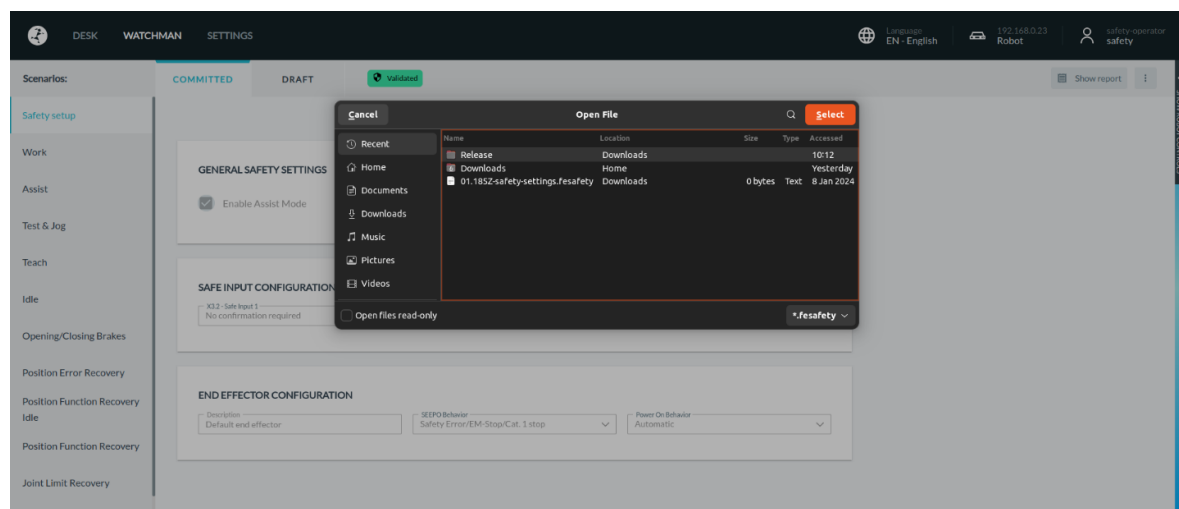 DESK WATCHMAN SETTINGS
Language
EN - English
192.168.0.23
Robot
safety-operator
safety
Scenarios:
COMMITTED DRAFT Validated Show report
Safety setup
Work
Assist
Test & Jog
Teach
Idle
Opening/Closing Brakes
Position Error Recovery
Position Function Recovery
Idle
Position Function Recovery
Joint Limit Recovery
GENERAL SAFETY SETTINGS
Enable Assist Mode
SAFE INPUT CONFIGURATION
X3.2 - Safe Input 1
No confirmation required
END EFFECTOR CONFIGURATION
Description
Default end effector
SEEPO Behavior
Safety Error/EM-Stop/Cat. 1 stop
Power On Behavior
Automatic
Cancel Open File Select
Recent
Home
Documents
Downloads
Music
Pictures
Videos
Name Location Size Type Accessed
Release Downloads 10:12
Downloads Home Yesterday
01.185Z-safety-settings.fesafety Downloads 0 bytes Text 8 Jan 2024
Open files read-only *.fesafety